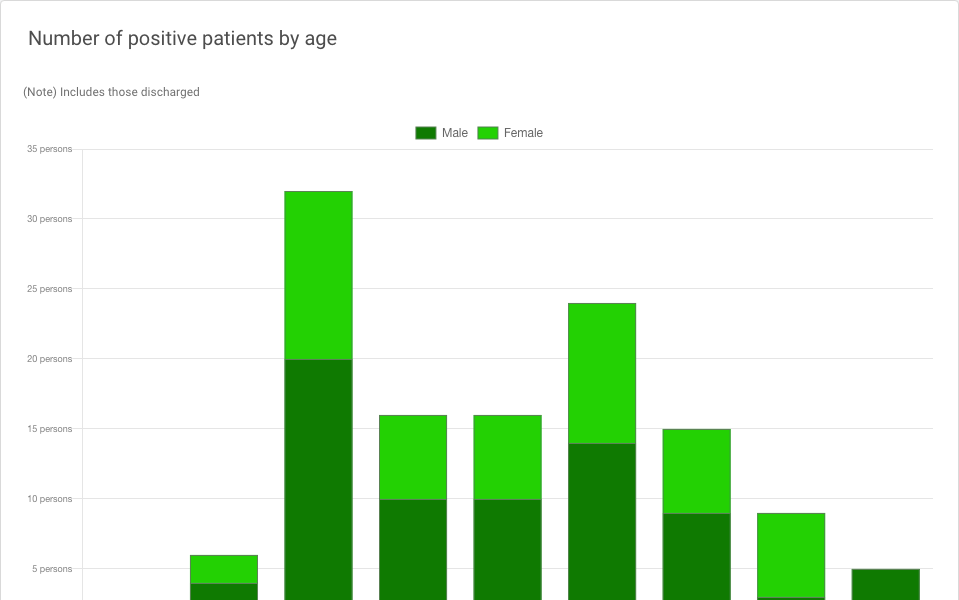 Number of positive patients by age
(Note) Includes those discharged
Male Female
35 persons
30 persons
25 persons
20 persons
15 persons
10 persons
5 persons